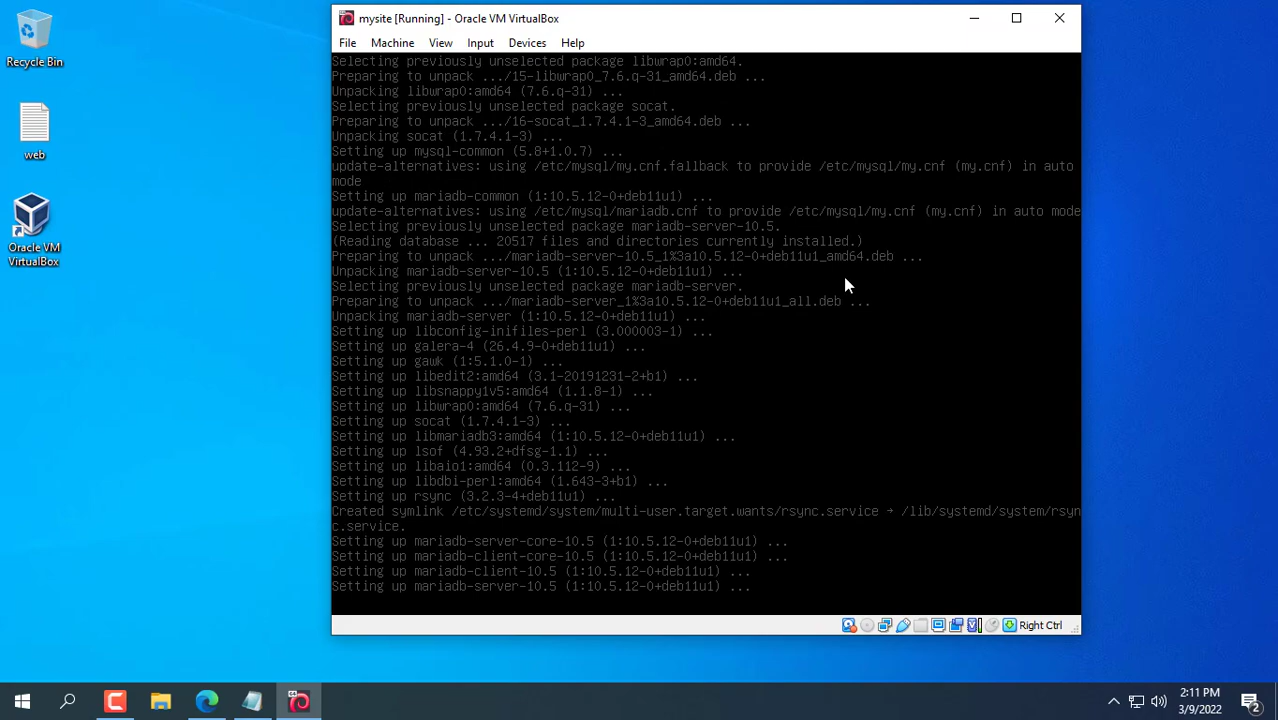 Recycle Bin
web
Oracle VM
VirtualBox
mysite [Running] - Oracle VM VirtualBox
File Machine View Input Devices Help
Selecting previously unselected package libwrap0:amd64.
Preparing to unpack .../15-libwrap0_7.6.q-31_amd64.deb ...
Unpacking libwrap0:amd64 (7.6.q-31) ...
Selecting previously unselected package socat.
Preparing to unpack .../16-socat_1.7.4.1-3_amd64.deb ...
Unpacking socat (1.7.4.1-3) ...
Setting up mysql-common (5.8+1.0.7) ...
update-alternatives: using /etc/mysql/my.cnf.fallback to provide /etc/mysql/my.cnf (my.cnf) in auto
mode
Setting up mariadb-common (1:10.5.12-0+deb11u1) ...
update-alternatives: using /etc/mysql/mariadb.cnf to provide /etc/mysql/my.cnf (my.cnf) in auto mode
Selecting previously unselected package mariadb-server-10.5.
(Reading database ... 20517 files and directories currently installed.)
Preparing to unpack .../mariadb-server-10.5_1%3a10.5.12-0+deb11u1_amd64.deb ...
Unpacking mariadb-server-10.5 (1:10.5.12-0+deb11u1) ...
Selecting previously unselected package mariadb-server.
Preparing to unpack .../mariadb-server_1%3a10.5.12-0+deb11u1_all.deb ...
Unpacking mariadb-server (1:10.5.12-0+deb11u1) ...
Setting up libconfig-inifiles-perl (3.000003-1) ...
Setting up galera-4 (26.4.9-0+deb11u1) ...
Setting up gawk (1:5.1.0-1) ...
Setting up libedit2:amd64 (3.1-20191231-2+b1) ...
Setting up libsnappy1v5:amd64 (1.1.8-1) ...
Setting up libwrap0:amd64 (7.6.q-31) ...
Setting up socat (1.7.4.1-3) ...
Setting up libmariadb3:amd64 (1:10.5.12-0+deb11u1) ...
Setting up lsof (4.93.2+dfsg-1.1) ...
Setting up libaio1:amd64 (0.3.112-9) ...
Setting up libdbi-perl:amd64 (1.643-3+b1) ...
Setting up rsync (3.2.3-4+deb11u1) ...
Created symlink /etc/systemd/system/multi-user.target.wants/rsync.service → /lib/systemd/system/rsyn
c.service.
Setting up mariadb-server-core-10.5 (1:10.5.12-0+deb11u1) ...
Setting up mariadb-client-core-10.5 (1:10.5.12-0+deb11u1) ...
Setting up mariadb-client-10.5 (1:10.5.12-0+deb11u1) ...
Setting up mariadb-server-10.5 (1:10.5.12-0+deb11u1) ...
Right Ctrl
2:11 PM
3/9/2022
2